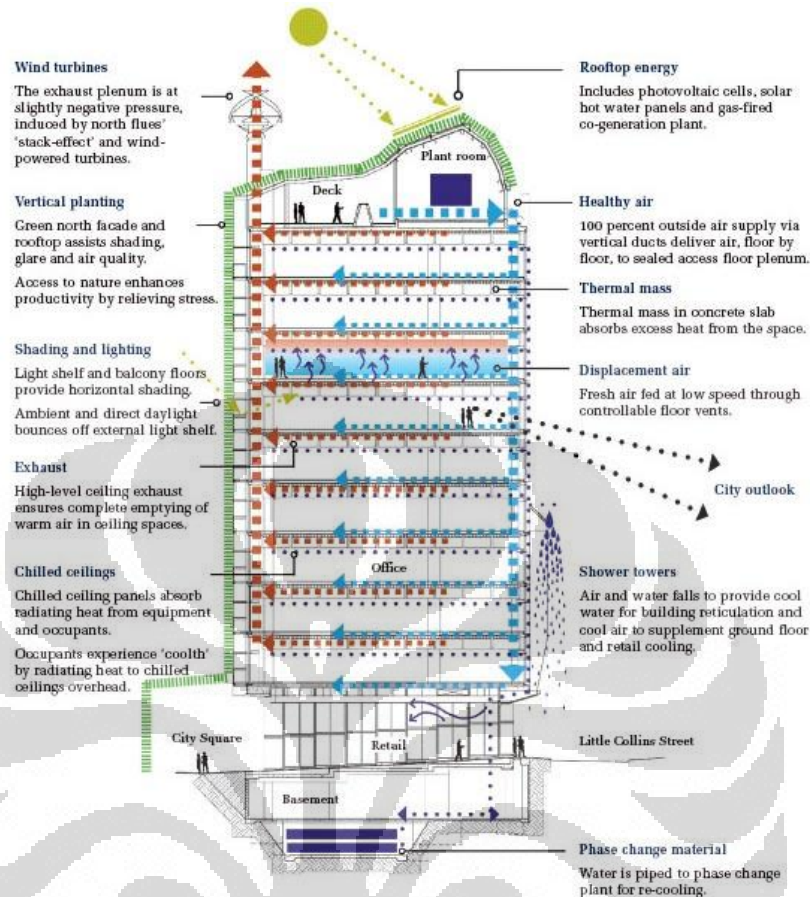 Wind turbines
The exhaust plenum is at
slightly negative pressure,
induced by north flues'
'stack-effect' and wind-
powered turbines.
Vertical planting
Green north facade and
rooftop assists shading,
glare and air quality.
Access to nature enhances
productivity by relieving stress.
Shading and lighting
Light shelf and balcony floors
provide horizontal shading.
Ambient and direct daylight
bounces off external light shelf.
Exhaust
High-level ceiling exhaust
ensures complete emptying of
warm air in ceiling spaces.
Chilled ceilings
Chilled ceiling panels absorb
radiating heat from equipment
and occupants.
Occupants experience 'coolth'
by radiating heat to chilled
ceilings overhead.
Plant room
Deck
Office
City Square
Retail
Basement
Rooftop energy
Includes photovoltaic cells, solar
hot water panels and gas-fired
co-generation plant.
Healthy air
100 percent outside air supply via
vertical ducts deliver air, floor by
floor, to sealed access floor plenum.
Thermal mass
Thermal mass in concrete slab
absorbs excess heat from the space.
Displacement air
Fresh air fed at low speed through
controllable floor vents.
City outlook
Shower towers
Air and water falls to provide cool
water for building reticulation and
cool air to supplement ground floor
and retail cooling.
Little Collins Street
Phase change material
Water is piped to phase change
plant for re-cooling.